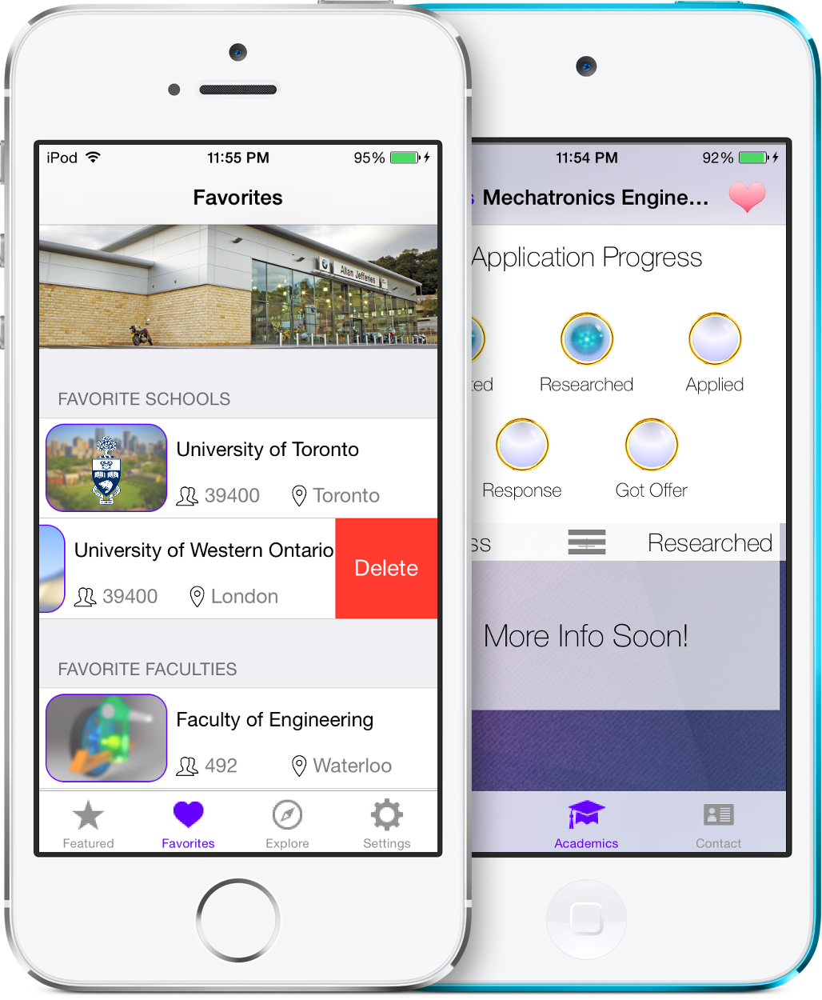 iPod 11:55 PM 95%
Favorites
Allan Jefferies
FAVORITE SCHOOLS
University of Toronto
39400 Toronto
University of Western Ontario
39400 London
Delete
FAVORITE FACULTIES
Faculty of Engineering
492 Waterloo
Featured Favorites Explore Settings
11:54 PM 92%
s Mechatronics Engine...
Application Progress
ted Researched Applied
Response Got Offer
ss Researched
More Info Soon!
Academics Contact